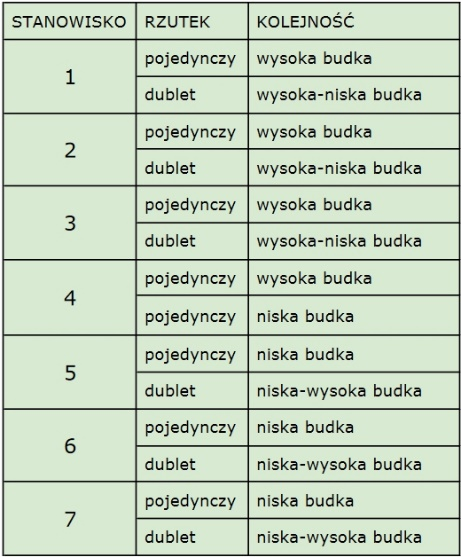 STANOWISKO RZUTEK KOLEJNOŚĆ
1 pojedynczy wysoka budka
dublet wysoka-niska budka
2 pojedynczy wysoka budka
dublet wysoka-niska budka
3 pojedynczy wysoka budka
dublet wysoka-niska budka
4 pojedynczy wysoka budka
pojedynczy niska budka
5 pojedynczy niska budka
dublet niska-wysoka budka
6 pojedynczy niska budka
dublet niska-wysoka budka
7 pojedynczy niska budka
dublet niska-wysoka budka